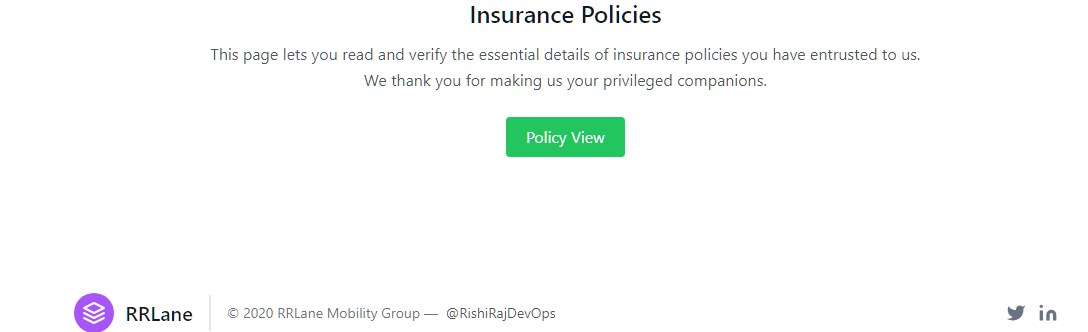 Insurance Policies
This page lets you read and verify the essential details of insurance policies you have entrusted to us.
We thank you for making us your privileged companions.
Policy View
RRLane
© 2020 RRLane Mobility Group — @RishiRajDevOps